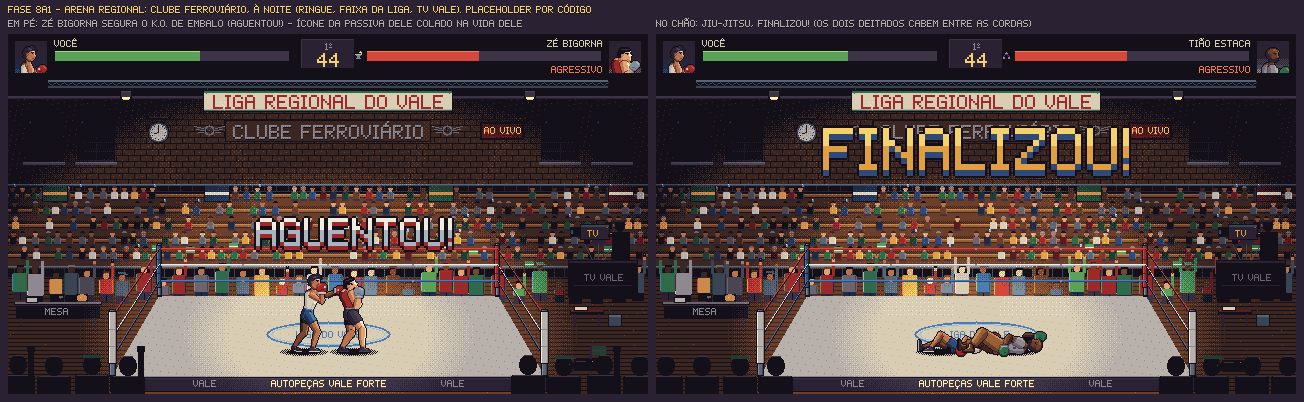 FASE 8A1 - ARENA REGIONAL: CLUBE FERROVIÁRIO, À NOITE (RINGUE, FAIXA DA LIGA, TV VALE). PLACEHOLDER POR CÓDIGO
EM PÉ: ZÉ BIGORNA SEGURA O K.O. DE EMBALO (AGUENTOU!) - ÍCONE DA PASSIVA DELE COLADO NA VIDA DELE
VOCÊ
1º
44
ZÉ BIGORNA
AGRESSIVO
LIGA REGIONAL DO VALE
CLUBE FERROVIÁRIO
AO VIVO
AGUENTOU!
TV
TV VALE
MESA
VALE
AUTOPEÇAS VALE FORTE
VALE
NO CHÃO: JIU-JITSU, FINALIZOU! (OS DOIS DEITADOS CABEM ENTRE AS CORDAS)
VOCÊ
1º
44
TIÃO ESTACA
AGRESSIVO
LIGA REGIONAL DO VALE
AO VIVO
FINALIZOU!
TV
TV VALE
MESA
VALE
AUTOPEÇAS VALE FORTE
VALE